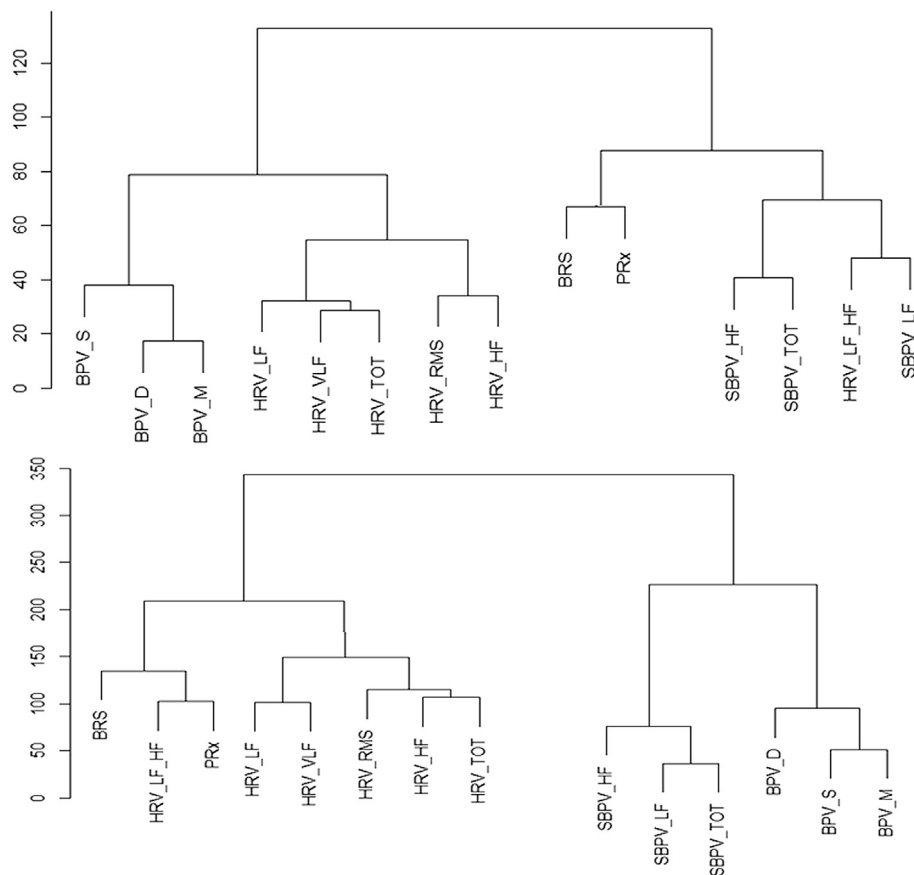 120
100
80
60
40
20
0
BPV_S
BPV_D
BPV_M
HRV_LF
HRV_VLF
HRV_TOT
HRV_RMS
HRV_HF
BRS
PRx
SBPV_HF
SBPV_TOT
HRV_LF_HF
SBPV_LF
350
300
250
200
150
100
50
0
BRS
HRV_LF_HF
PRx
HRV_LF
HRV_VLF
HRV_RMS
HRV_HF
HRV_TOT
SBPV_HF
SBPV_LF
SBPV_TOT
BPV_D
BPV_S
BPV_M